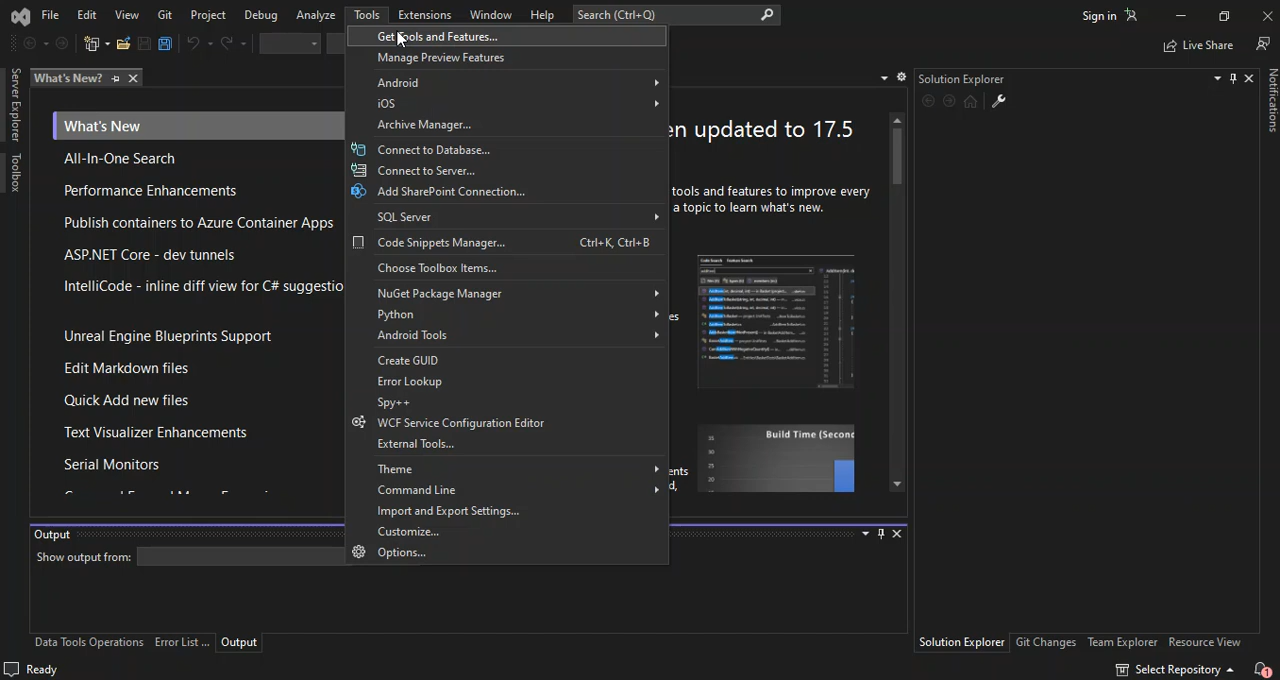 File Edit View Git Project Debug Analyze Tools Extensions Window Help Search (Ctrl+Q) Sign in
Live Share
What's New?
Server Explorer
Toolbox
What's New
All-In-One Search
Performance Enhancements
Publish containers to Azure Container Apps
ASP.NET Core - dev tunnels
IntelliCode - inline diff view for C# suggestio
Unreal Engine Blueprints Support
Edit Markdown files
Quick Add new files
Text Visualizer Enhancements
Serial Monitors
Get Tools and Features...
Manage Preview Features
Android
iOS
Archive Manager...
Connect to Database...
Connect to Server...
Add SharePoint Connection...
SQL Server
Code Snippets Manager... Ctrl+K, Ctrl+B
Choose Toolbox Items...
NuGet Package Manager
Python
Android Tools
Create GUID
Error Lookup
Spy++
WCF Service Configuration Editor
External Tools...
Theme
Command Line
Import and Export Settings...
Customize...
Options...
en updated to 17.5
tools and features to improve every
a topic to learn what's new.
es
Build Time (Second
35
30
25
20
ents
d,
Solution Explorer
Notifications
Output
Show output from:
Data Tools Operations Error List ... Output
Solution Explorer Git Changes Team Explorer Resource View
Ready
Select Repository
1